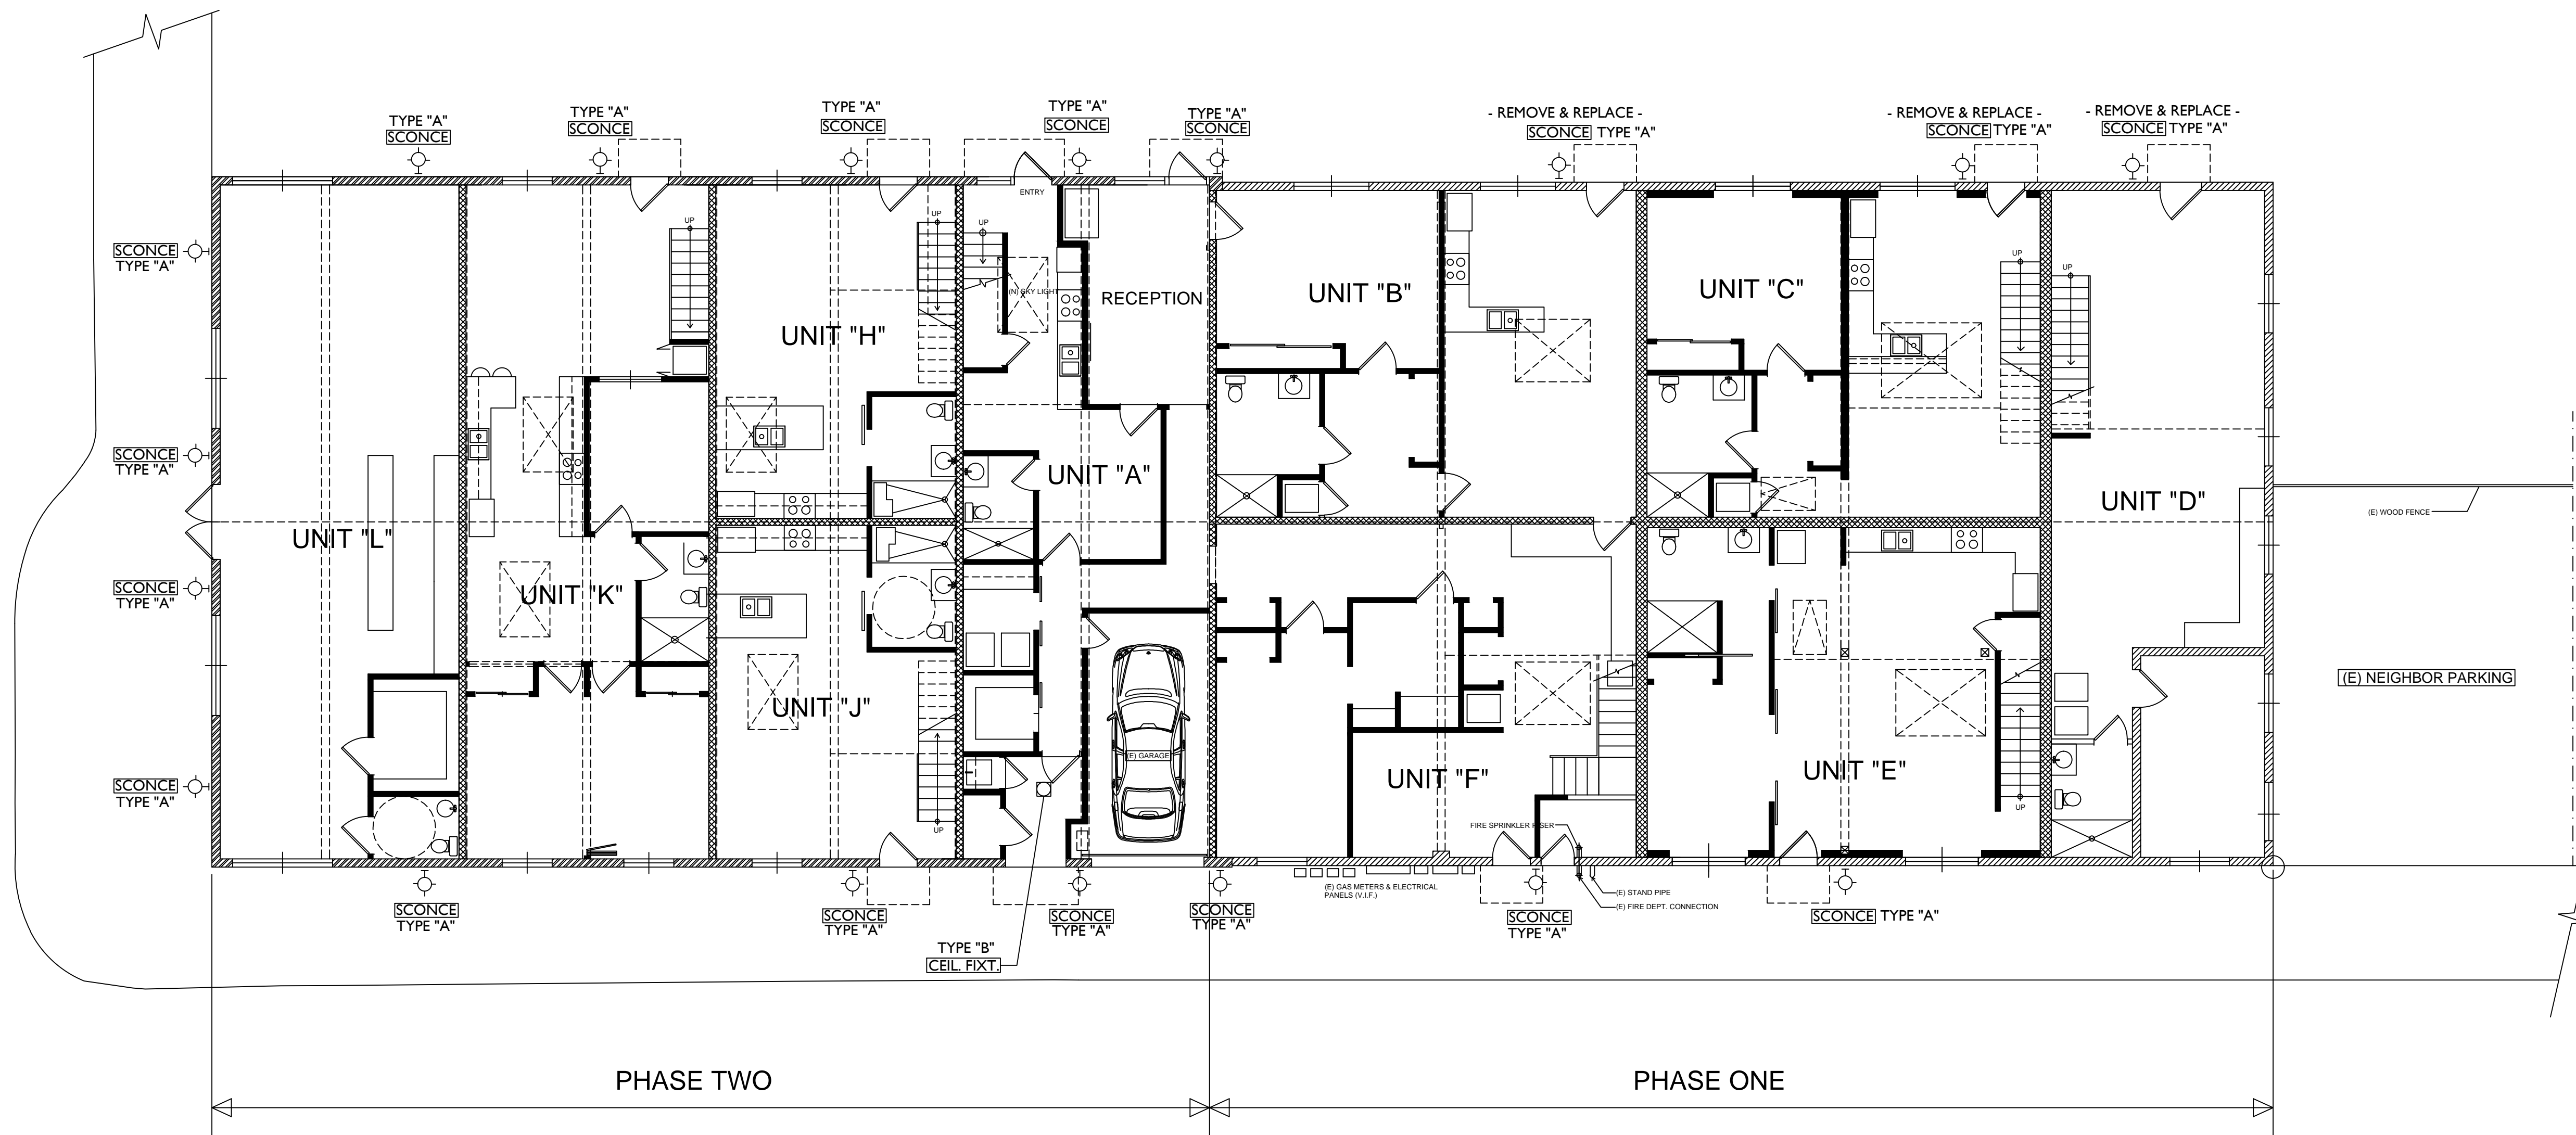 TYPE "A"
SCONCE
TYPE "A"
SCONCE
TYPE "A"
SCONCE
TYPE "A"
SCONCE
TYPE "A"
SCONCE
- REMOVE & REPLACE -
SCONCE TYPE "A"
- REMOVE & REPLACE -
SCONCE TYPE "A"
- REMOVE & REPLACE -
SCONCE TYPE "A"
SCONCE
TYPE "A"
SCONCE
TYPE "A"
SCONCE
TYPE "A"
SCONCE
TYPE "A"
ENTRY
UP
UP
UP
UP
UP
(N) SKY LIGHT
RECEPTION
UNIT "B"
UNIT "C"
UNIT "H"
UNIT "A"
UNIT "D"
(E) WOOD FENCE
UNIT "L"
UNIT "K"
(E) NEIGHBOR PARKING
UNIT "J"
(E) GARAGE
UNIT "F"
UNIT "E"
UP
UP
FIRE SPRINKLER RISER
(E) GAS METERS & ELECTRICAL
PANELS (V.I.F.)
(E) STAND PIPE
(E) FIRE DEPT. CONNECTION
SCONCE
TYPE "A"
SCONCE
TYPE "A"
SCONCE
TYPE "A"
SCONCE
TYPE "A"
SCONCE
TYPE "A"
SCONCE TYPE "A"
TYPE "B"
CEIL. FIXT.
PHASE TWO
PHASE ONE